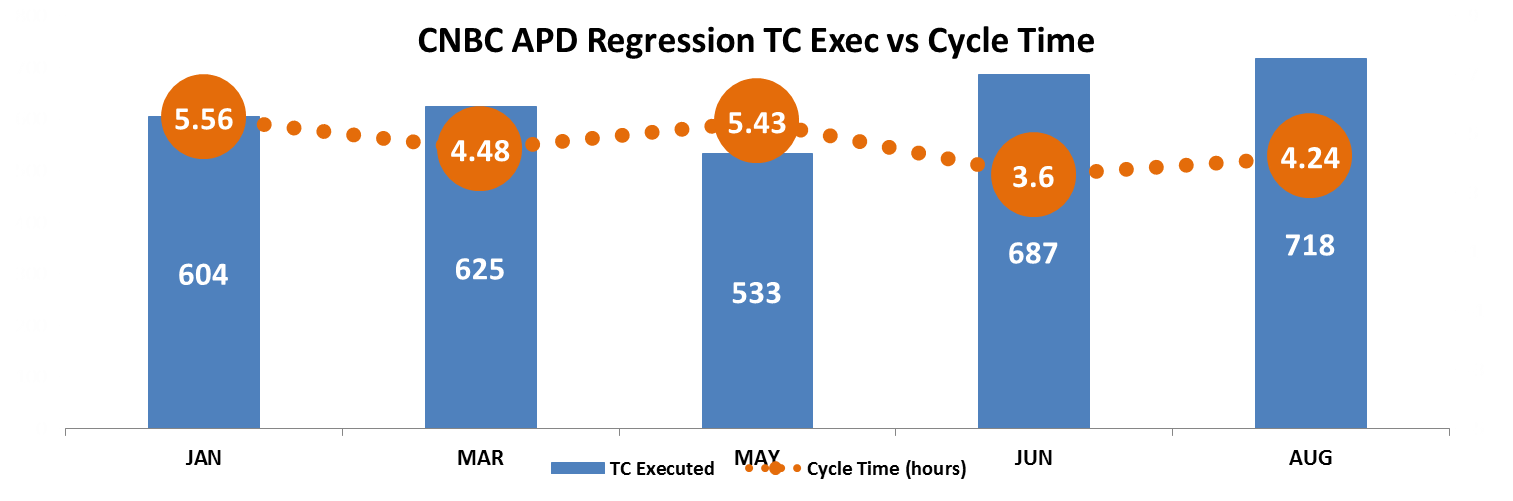 CNBC APD Regression TC Exec vs Cycle Time
5.56 4.48 5.43 3.6 4.24
604 625 533 687 718
JAN MAR MAY JUN AUG
TC Executed Cycle Time (hours)